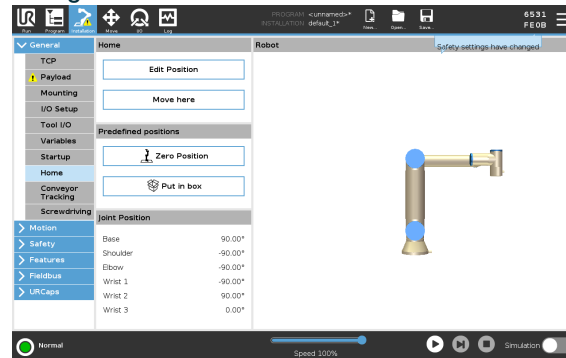 UR
Run
Program
Installation
Move
I/O
Log
PROGRAM <unnamed>*
INSTALLATION default_1*
New...
Open...
Save...
6531
FE0B
General
TCP
Payload
Mounting
I/O Setup
Tool I/O
Variables
Startup
Home
Conveyor
Tracking
Screwdriving
Motion
Safety
Features
Fieldbus
URCaps
Home
Edit Position
Move here
Predefined positions
Zero Position
Put in box
Joint Position
Base 90.00°
Shoulder -90.00°
Elbow -90.00°
Wrist 1 -90.00°
Wrist 2 90.00°
Wrist 3 0.00°
Robot
Safety settings have changed
Normal
Speed 100%
Simulation